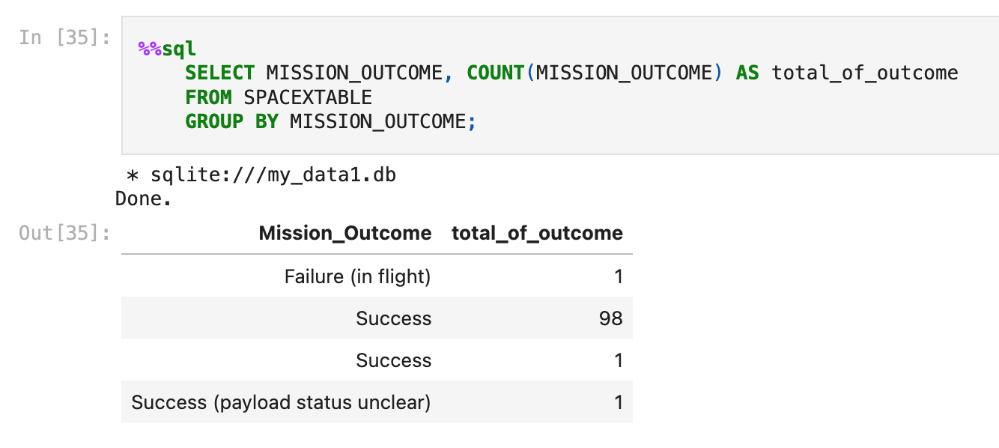 In [35]:
%%sql
SELECT MISSION_OUTCOME, COUNT(MISSION_OUTCOME) AS total_of_outcome
FROM SPACEXTABLE
GROUP BY MISSION_OUTCOME;
* sqlite:///my_data1.db
Done.
Out[35]:
Mission_Outcome total_of_outcome
Failure (in flight) 1
Success 98
Success 1
Success (payload status unclear) 1